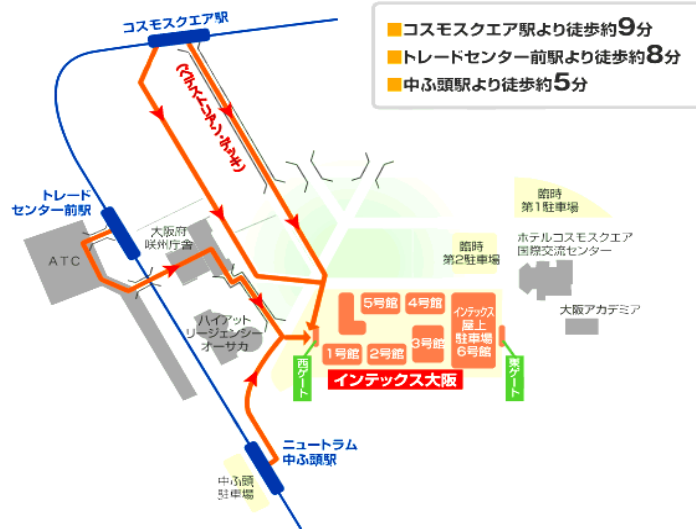 コスモスクエア駅
■コスモスクエア駅より徒歩約9分
■トレードセンター前駅より徒歩約8分
■中ふ頭駅より徒歩約5分
(ペデストリアン・デッキ)
トレード
センター前駅
臨時
第1駐車場
大阪府
咲州庁舎
ATC
臨時
第2駐車場
ホテルコスモスクエア
国際交流センター
大阪アカデミア
ハイアット
リージェンシー
オーサカ
5号館
4号館
インテックス
屋上
駐車場
6号館
3号館
1号館
2号館
西ゲート
東ゲート
インテックス大阪
ニュートラム
中ふ頭駅
中ふ頭
駐車場